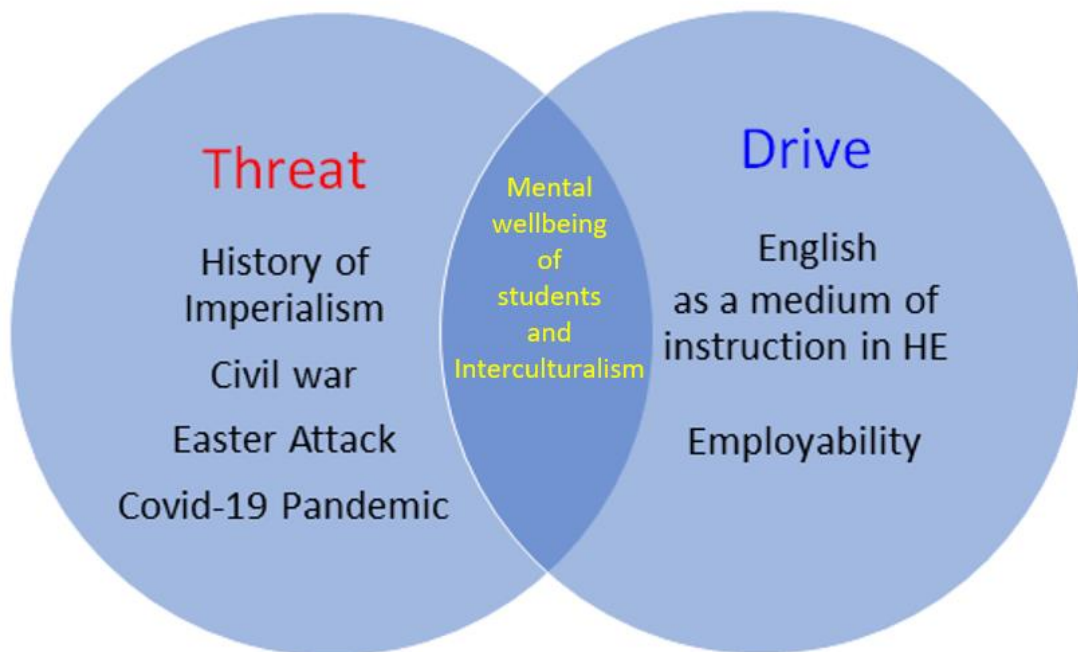 Threat
History of
Imperialism
Civil war
Easter Attack
Covid-19 Pandemic
Mental
wellbeing
of
students
and
Interculturalism
Drive
English
as a medium of
instruction in HE
Employability